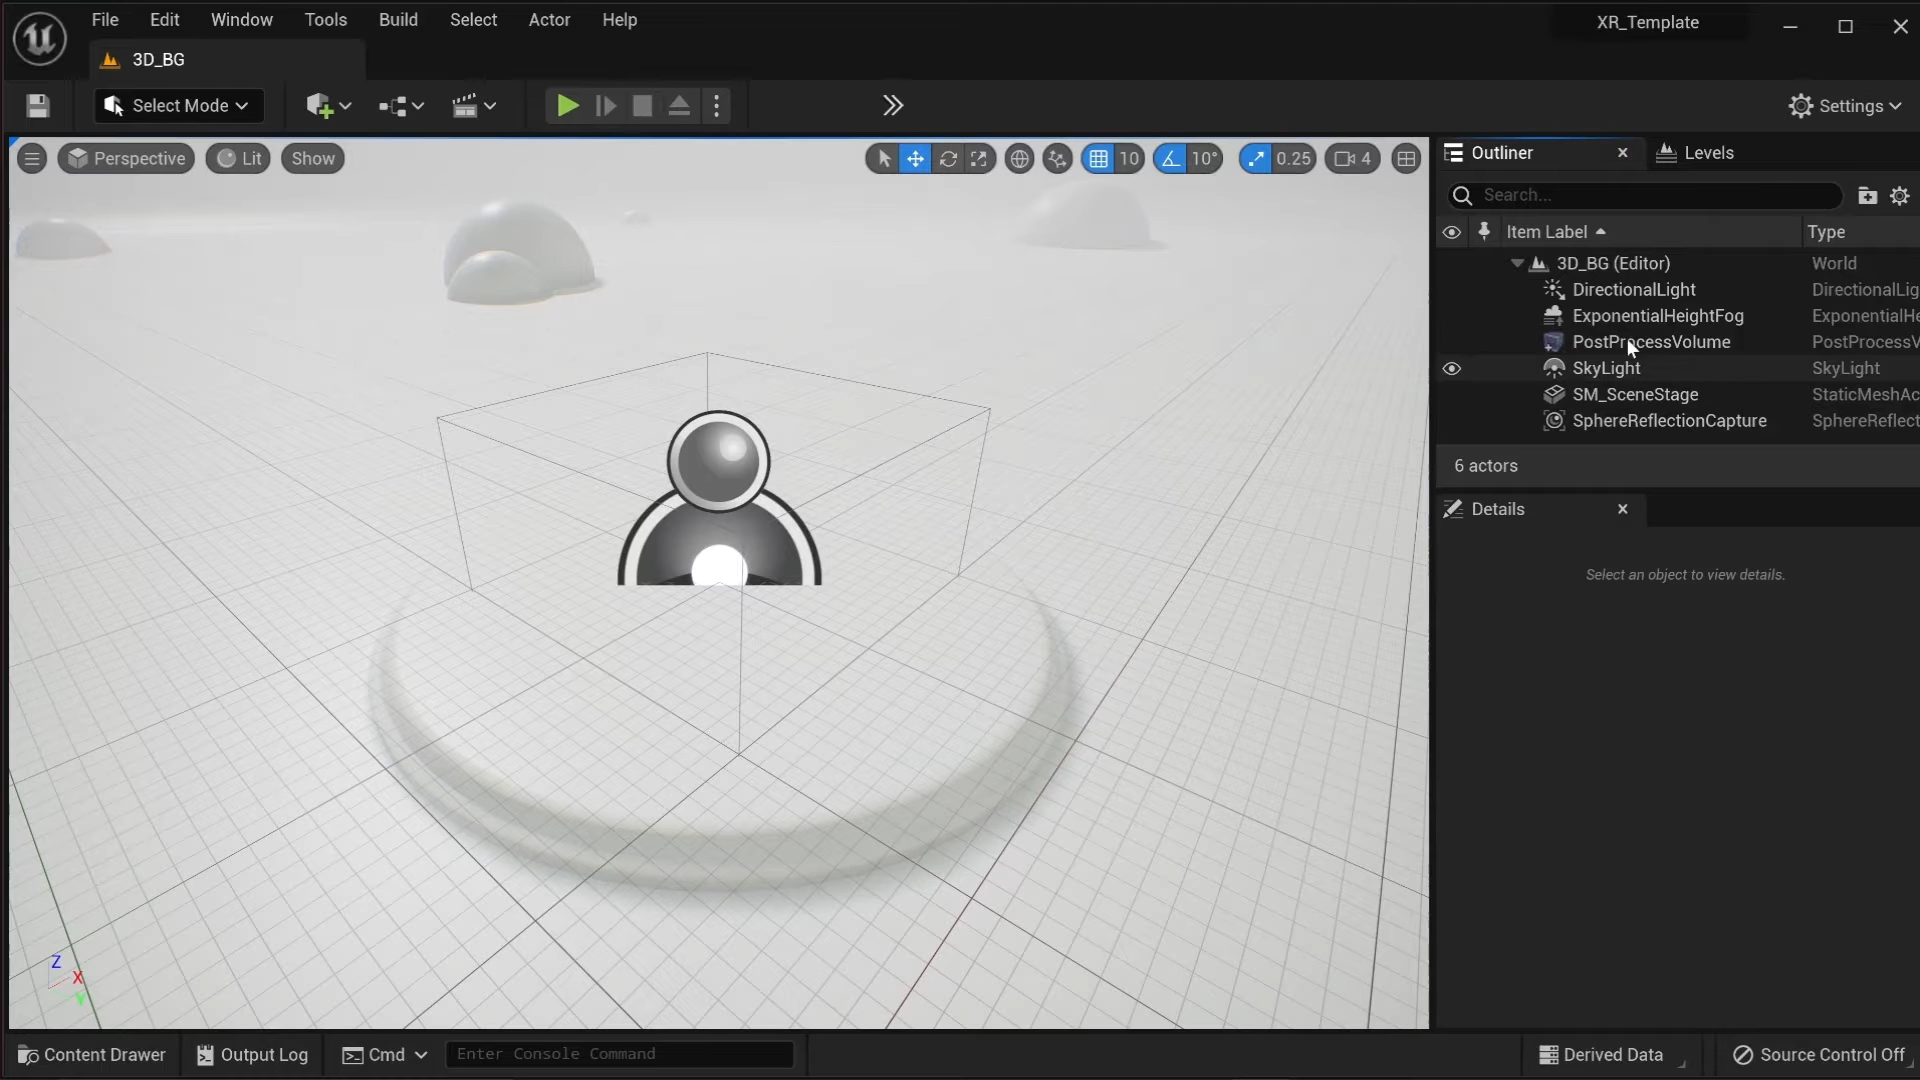 File Edit Window Tools Build Select Actor Help
XR_Template
3D_BG
Select Mode
Settings
Perspective
Lit
Show
10
10°
0.25
4
Outliner
Levels
Search...
Item Label
Type
3D_BG (Editor) World
DirectionalLight DirectionalLig
ExponentialHeightFog ExponentialHe
PostProcessVolume PostProcessV
SkyLight SkyLight
SM_SceneStage StaticMeshAc
SphereReflectionCapture SphereReflect
6 actors
Details
Select an object to view details.
Z
X
Y
Content Drawer
Output Log
Cmd
Enter Console Command
Derived Data
Source Control Off